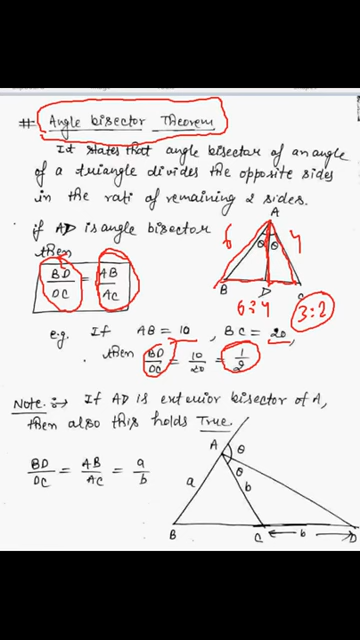 # Angle bisector Theorem
It states that angle bisector of an angle
of a triangle divides the opposite sides
in the rati of remaining 2 sides.
if AD is angle bisector
then
BD/DC = AB/AC
A
6
θ θ
4
B
D
C
6:4
3:2
e.g. If AB = 10, BC = 20,
then BD/DC = 10/20 = 1/2
Note :→ If AD is exterior bisector of A,
then also this holds True.
A
θ
θ
a
b
BD/DC = AB/AC = a/b
B
C
b
D